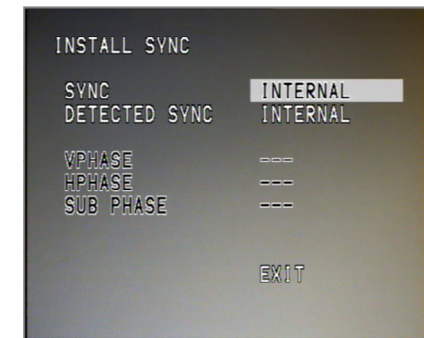 INSTALL SYNC
SYNC INTERNAL
DETECTED SYNC INTERNAL
VPHASE ---
HPHASE ---
SUB PHASE ---
EXIT